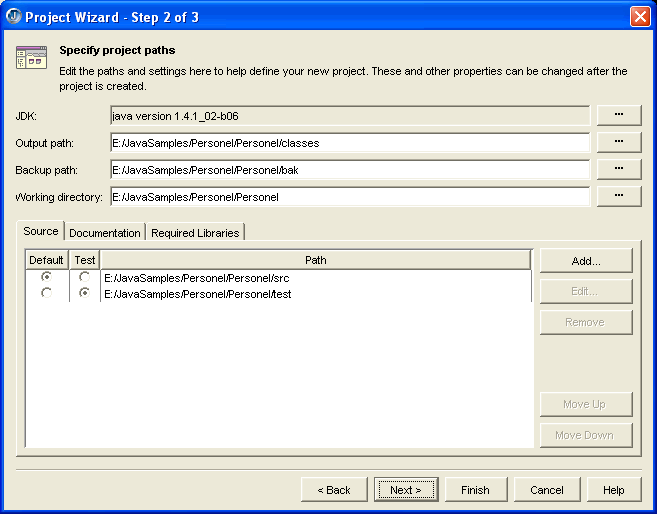 Project Wizard - Step 2 of 3
Specify project paths
Edit the paths and settings here to help define your new project. These and other properties can be changed after the
project is created.
JDK: java version 1.4.1_02-b06 ...
Output path: E:/JavaSamples/Personel/Personel/classes ...
Backup path: E:/JavaSamples/Personel/Personel/bak ...
Working directory: E:/JavaSamples/Personel/Personel ...
Source Documentation Required Libraries
Default Test Path
E:/JavaSamples/Personel/Personel/src
E:/JavaSamples/Personel/Personel/test
Add...
Edit...
Remove
Move Up
Move Down
< Back Next > Finish Cancel Help